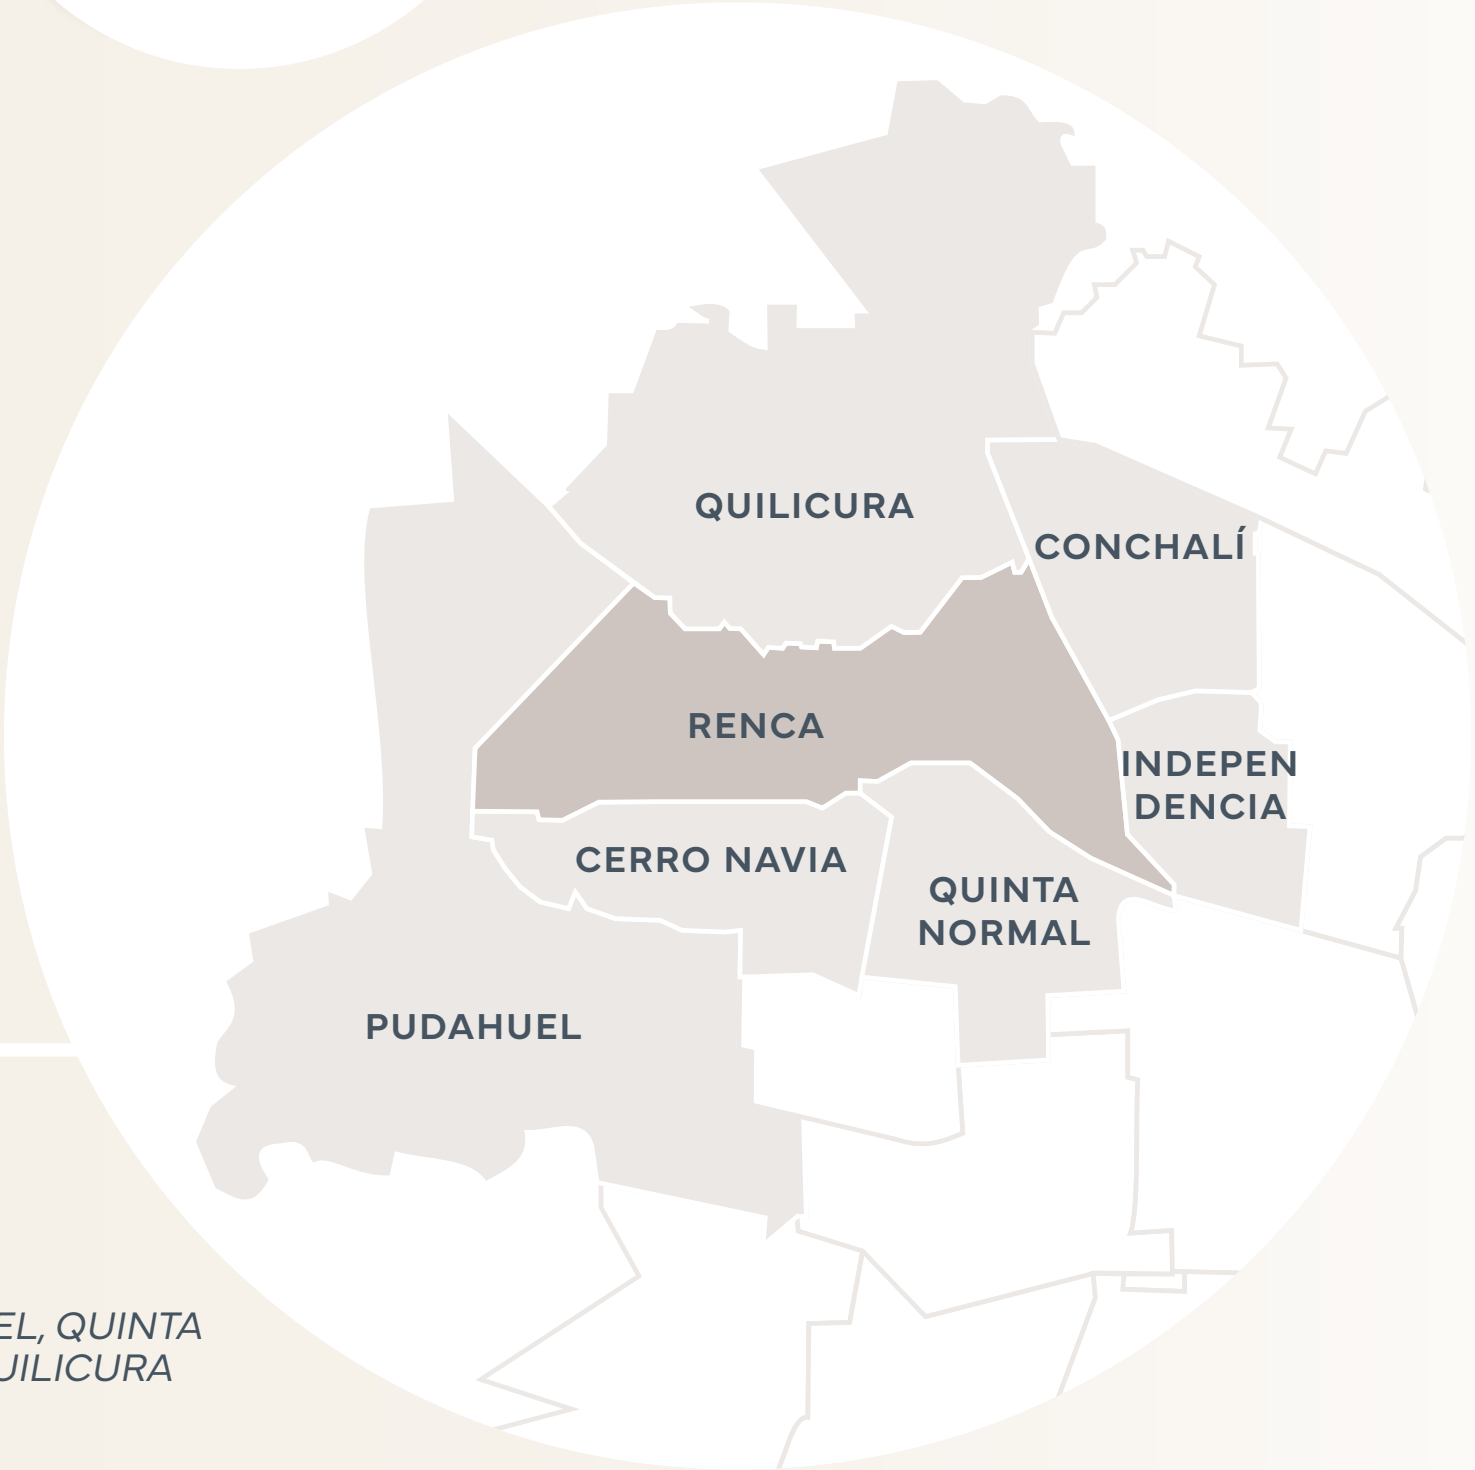 QUILICURA
CONCHALÍ
RENCA
INDEPEN
DENCIA
CERRO NAVIA
QUINTA
NORMAL
PUDAHUEL
EL, QUINTA
UILICURA